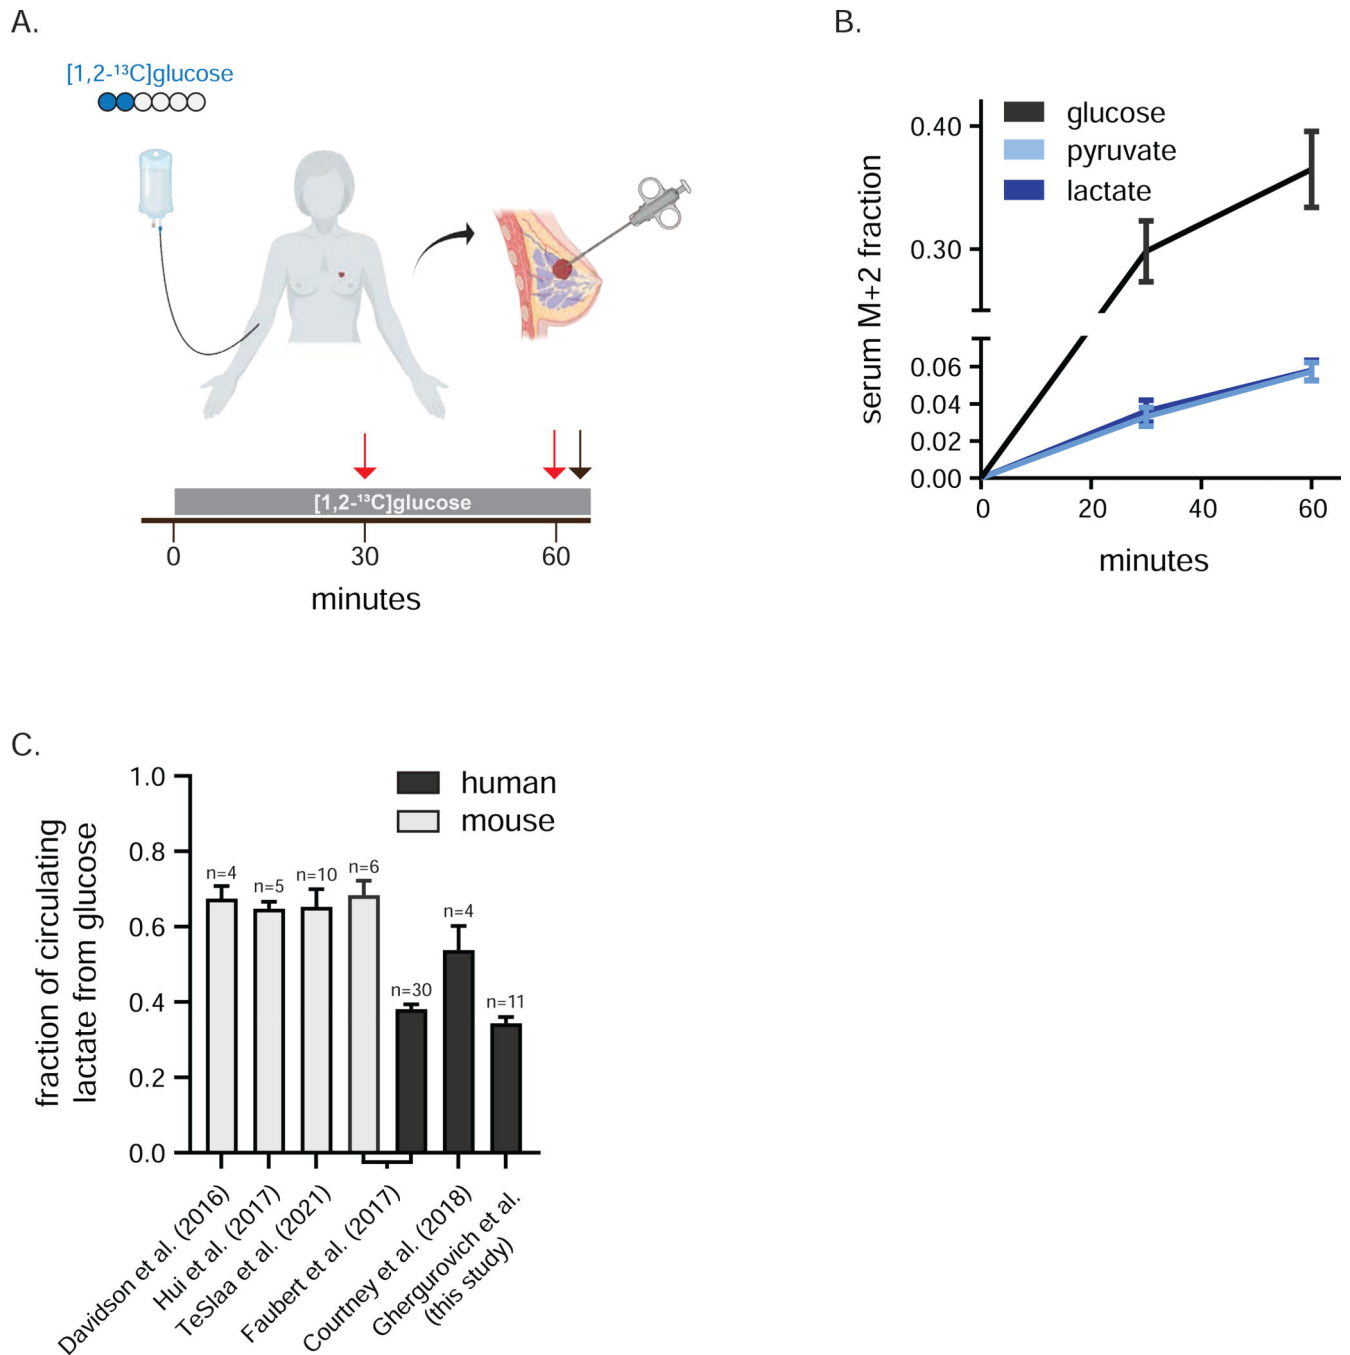 A.
[1,2-¹³C]glucose
[1,2-¹³C]glucose
0
30
60
minutes
B.
glucose
pyruvate
lactate
serum M+2 fraction
0.40
0.30
0.06
0.04
0.02
0.00
0
20
40
60
minutes
C.
human
mouse
fraction of circulating
lactate from glucose
1.0
0.8
0.6
0.4
0.2
0.0
n=4
n=5
n=10
n=6
n=30
n=4
n=11
Davidson et al. (2016)
Hui et al. (2017)
TeSlaa et al. (2021)
Faubert et al. (2017)
Courtney et al. (2018)
Ghergurovich et al.
(this study)